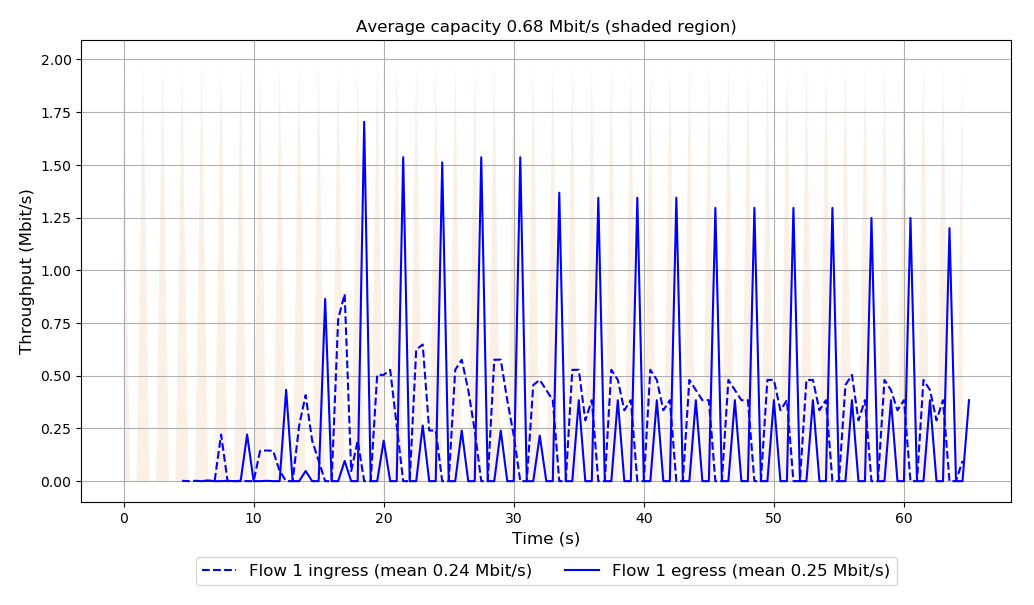 Average capacity 0.68 Mbit/s (shaded region)
Throughput (Mbit/s)
2.00
1.75
1.50
1.25
1.00
0.75
0.50
0.25
0.00
0 10 20 30 40 50 60
Time (s)
Flow 1 ingress (mean 0.24 Mbit/s) Flow 1 egress (mean 0.25 Mbit/s)